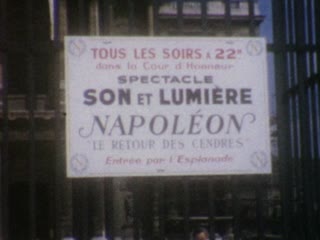 TOUS LES SOIRS à 22ʜ
dans la Cour d'Honneur
SPECTACLE
SON ET LUMIÈRE
NAPOLÉON
"LE RETOUR DES CENDRES"
Entrée par l'Esplanade